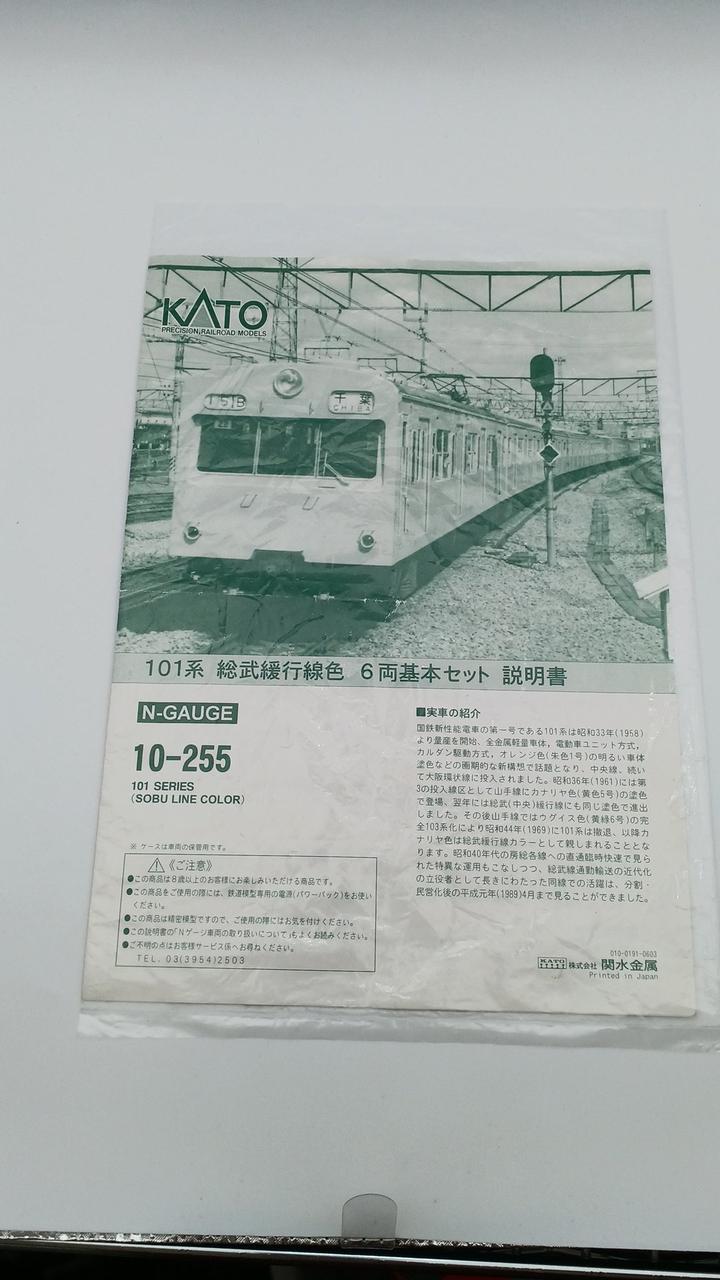 KATO
PRECISION RAILROAD MODELS
151B
千葉
CHIBA
101系 総武緩行線色 6両基本セット 説明書
N-GAUGE
10-255
101 SERIES
(SOBU LINE COLOR)
※ ケースは車両の保管用です。
《ご注意》
●この商品は8歳以上のお客様にお楽しみいただける商品です。
●この商品をご使用の際には、鉄道模型専用の電源(パワーパック)をお使い
ください。
●この商品は精密模型ですので、ご使用の際にはお気を付けください。
●この説明書の「Nゲージ車両の取り扱いについて」もよくお読みください。
●ご不明の点はお客様サービス係へお尋ねください。
TEL. 03(3954)2503
■実車の紹介
国鉄新性能電車の第一号である101系は昭和33年(1958)
より量産を開始、全金属軽量車体，電動車ユニット方式，
カルダン駆動方式，オレンジ色(朱色1号)の明るい車体
塗色などの画期的な新構想で話題となり、中央線、続い
て大阪環状線に投入されました。昭和36年(1961)には第
3の投入線区として山手線にカナリヤ色(黄色5号)の塗色
で登場、翌年には総武(中央)緩行線にも同じ塗色で進出
しました。その後山手線ではウグイス色(黄緑6号)の完
全103系化により昭和44年(1969)に101系は撤退、以降カ
ナリヤ色は総武緩行線カラーとして親しまれることとな
ります。昭和40年代の房総各線への直通臨時快速で見ら
れた特異な運用もこなしつつ、総武線通勤輸送の近代化
の立役者として長きにわたった同線での活躍は、分割・
民営化後の平成元年(1989)4月まで見ることができました。
010-0191-0603
KATO 株式会社 関水金属
Printed in Japan